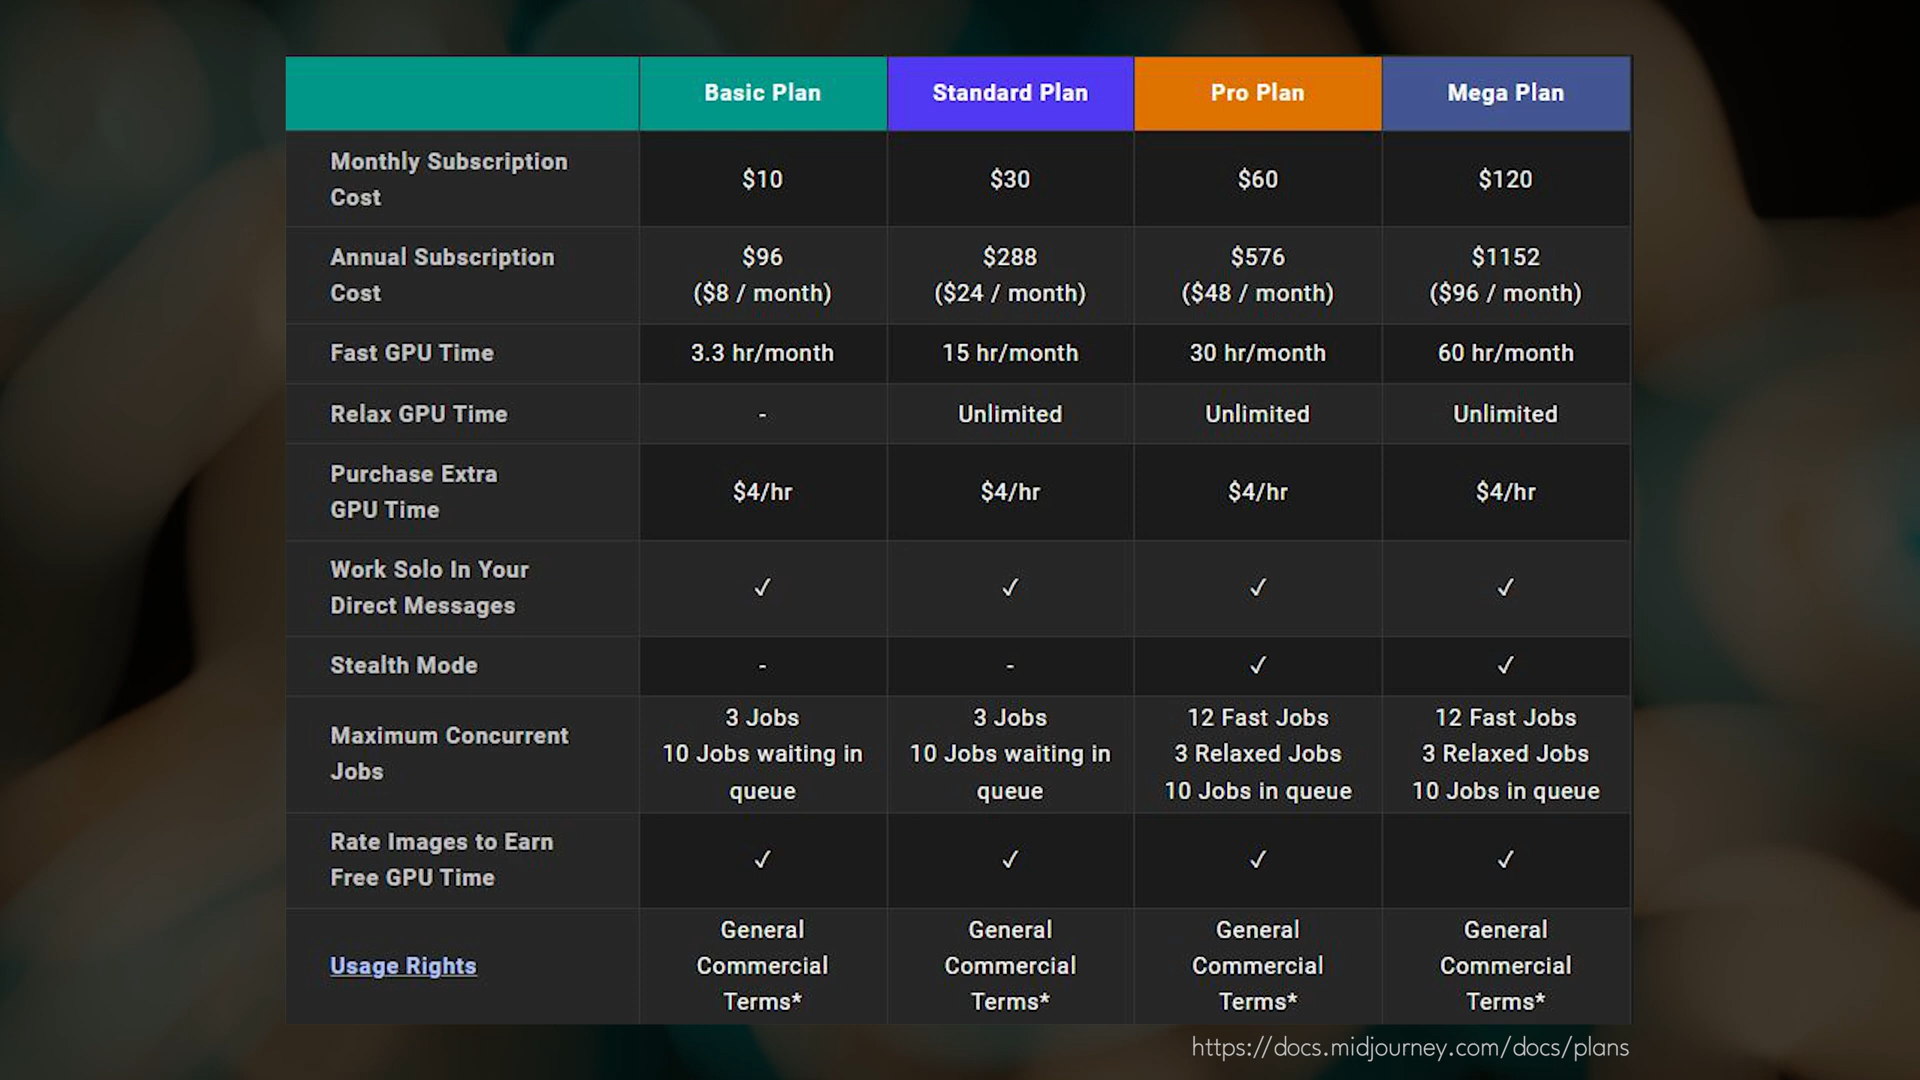 Basic Plan Standard Plan Pro Plan Mega Plan
Monthly Subscription
Cost
$10 $30 $60 $120
Annual Subscription
Cost
$96 $288 $576 $1152
($8 / month) ($24 / month) ($48 / month) ($96 / month)
Fast GPU Time 3.3 hr/month 15 hr/month 30 hr/month 60 hr/month
Relax GPU Time - Unlimited Unlimited Unlimited
Purchase Extra
GPU Time
$4/hr $4/hr $4/hr $4/hr
Work Solo In Your
Direct Messages
✓ ✓ ✓ ✓
Stealth Mode - - ✓ ✓
Maximum Concurrent
Jobs
3 Jobs 3 Jobs 12 Fast Jobs 12 Fast Jobs
10 Jobs waiting in 10 Jobs waiting in 3 Relaxed Jobs 3 Relaxed Jobs
queue queue 10 Jobs in queue 10 Jobs in queue
Rate Images to Earn
Free GPU Time
✓ ✓ ✓ ✓
Usage Rights
General General General General
Commercial Commercial Commercial Commercial
Terms* Terms* Terms* Terms*
https://docs.midjourney.com/docs/plans